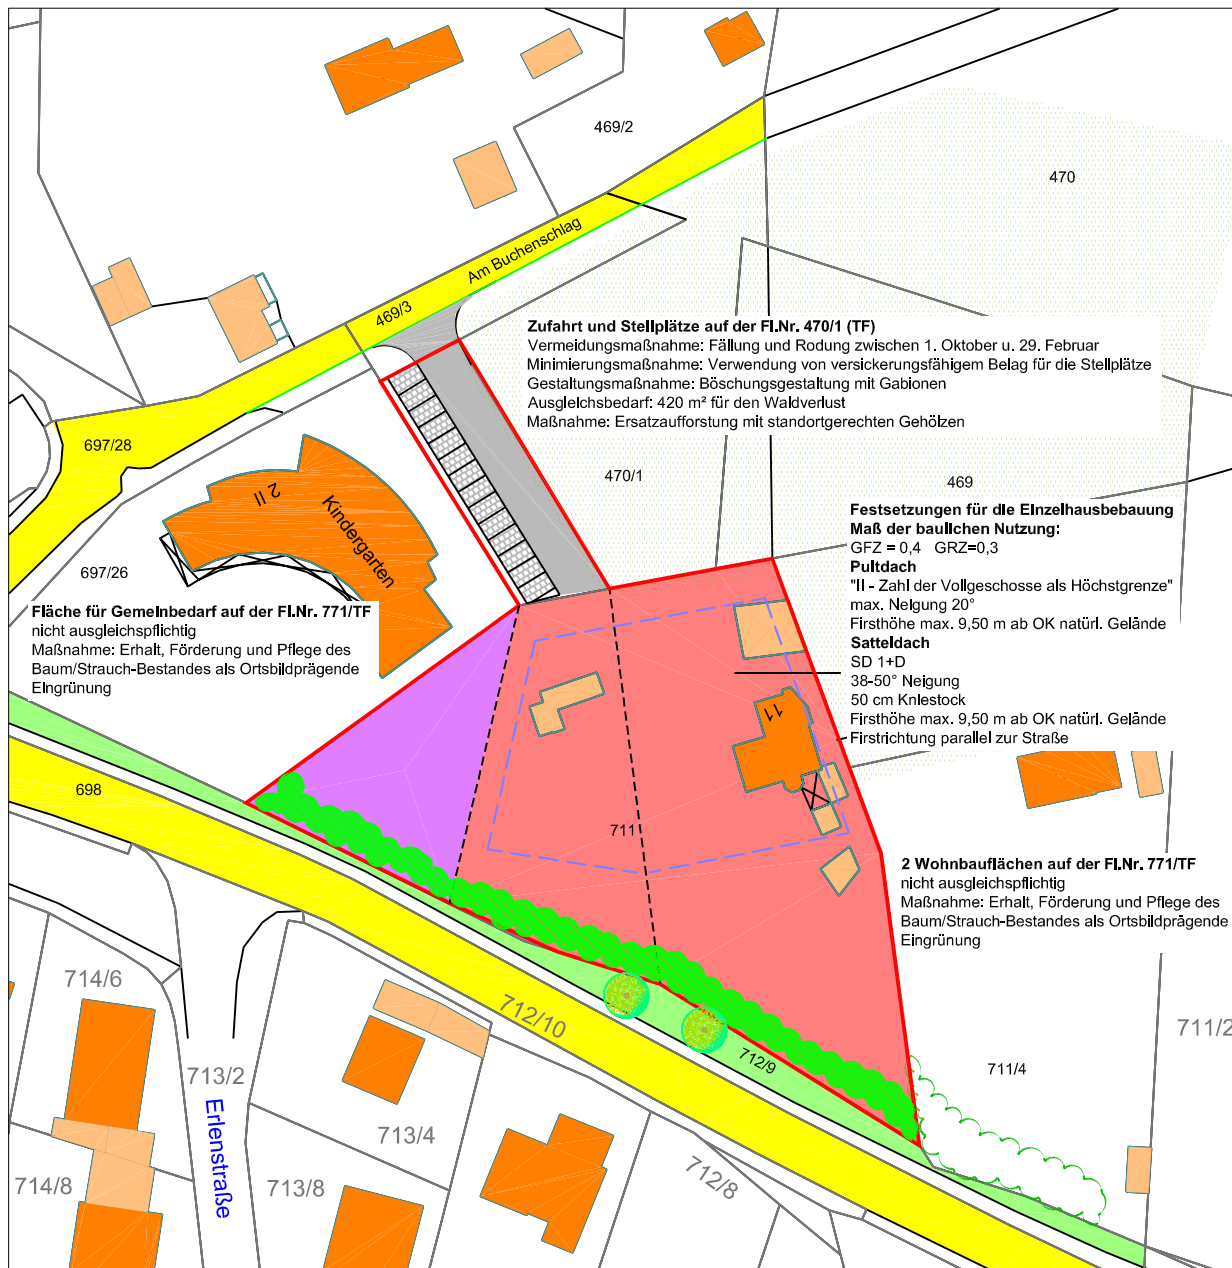 469/2
470
Am Buchenschlag
469/3
Zufahrt und Stellplätze auf der Fl.Nr. 470/1 (TF)
Vermeidungsmaßnahme: Fällung und Rodung zwischen 1. Oktober u. 29. Februar
Minimierungsmaßnahme: Verwendung von versickerungsfähigem Belag für die Stellplätze
Gestaltungsmaßnahme: Böschungsgestaltung mit Gabionen
Ausgleichsbedarf: 420 m² für den Waldverlust
Maßnahme: Ersatzaufforstung mit standortgerechten Gehölzen
697/28
470/1
469
2 II
Kindergarten
Festsetzungen für die Einzelhausbebauung
Maß der baulichen Nutzung:
GFZ = 0,4 GRZ=0,3
Pultdach
"II - Zahl der Vollgeschosse als Höchstgrenze"
max. Neigung 20°
Firsthöhe max. 9,50 m ab OK natürl. Gelände
Satteldach
SD 1+D
38-50° Neigung
50 cm Kniestock
Firsthöhe max. 9,50 m ab OK natürl. Gelände
Firstrichtung parallel zur Straße
697/26
Fläche für Gemeinbedarf auf der Fl.Nr. 771/TF
nicht ausgleichspflichtig
Maßnahme: Erhalt, Förderung und Pflege des
Baum/Strauch-Bestandes als Ortsbildprägende
Eingrünung
11
698
711
2 Wohnbauflächen auf der Fl.Nr. 771/TF
nicht ausgleichspflichtig
Maßnahme: Erhalt, Förderung und Pflege des
Baum/Strauch-Bestandes als Ortsbildprägende
Eingrünung
714/6
712/10
711/2
712/9
711/4
713/2
Erlenstraße
713/4
714/8
713/8
712/8